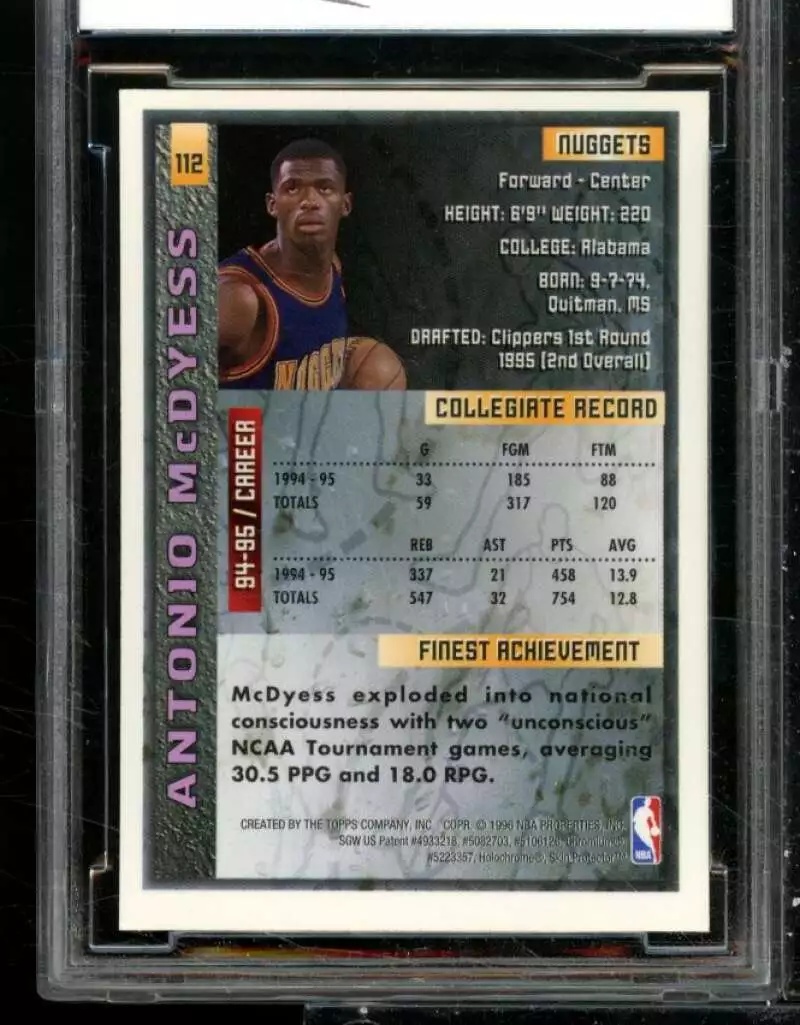 112
ANTONIO McDYESS
NUGGETS
Forward - Center
HEIGHT: 6'9" WEIGHT: 220
COLLEGE: Alabama
BORN: 9-7-74,
Quitman, MS
DRAFTED: Clippers 1st Round
1995 (2nd Overall)
NUGGETS
COLLEGIATE RECORD
94-95 / CAREER
G FGM FTM
1994-95 33 185 88
TOTALS 59 317 120
REB AST PTS AVG
1994-95 337 21 458 13.9
TOTALS 547 32 754 12.8
FINEST ACHIEVEMENT
McDyess exploded into national
consciousness with two "unconscious"
NCAA Tournament games, averaging
30.5 PPG and 18.0 RPG.
CREATED BY THE TOPPS COMPANY, INC COPR. © 1996 NBA PROPERTIES, INC.
SGW US Patent #4933218, #5082703, #5106126, Chromium®
#5223357, Holochrome®, Skin Protector™
NBA